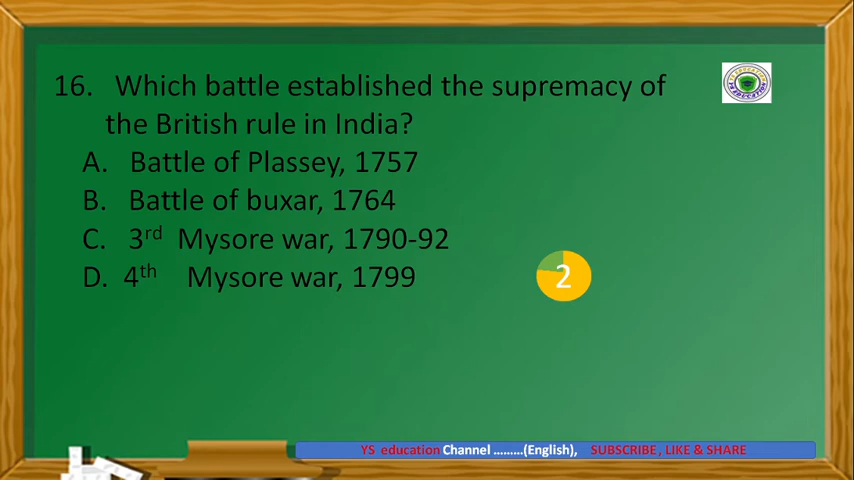 16. Which battle established the supremacy of
the British rule in India?
A. Battle of Plassey, 1757
B. Battle of buxar, 1764
C. 3rd Mysore war, 1790-92
D. 4th Mysore war, 1799
2
YS education Channel .........(English), SUBSCRIBE, LIKE & SHARE